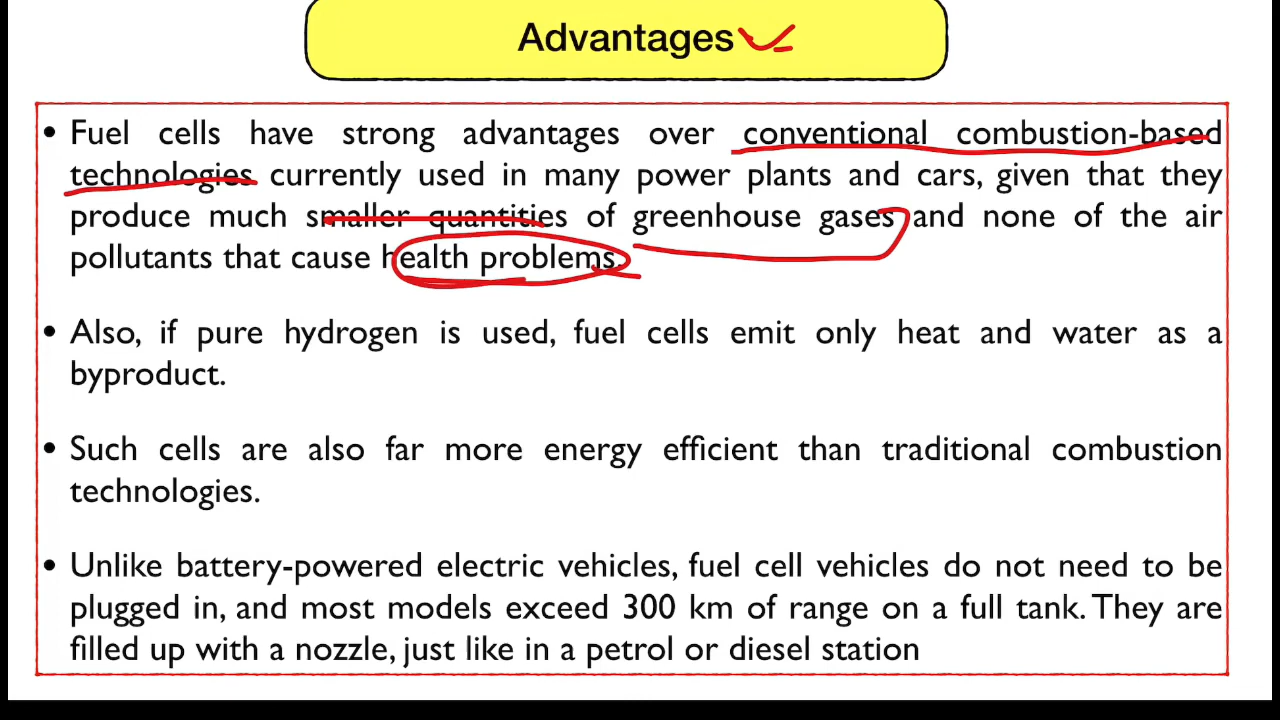 Advantages
• Fuel cells have strong advantages over conventional combustion-based
technologies currently used in many power plants and cars, given that they
produce much smaller quantities of greenhouse gases and none of the air
pollutants that cause health problems.
• Also, if pure hydrogen is used, fuel cells emit only heat and water as a
byproduct.
• Such cells are also far more energy efficient than traditional combustion
technologies.
• Unlike battery-powered electric vehicles, fuel cell vehicles do not need to be
plugged in, and most models exceed 300 km of range on a full tank. They are
filled up with a nozzle, just like in a petrol or diesel station